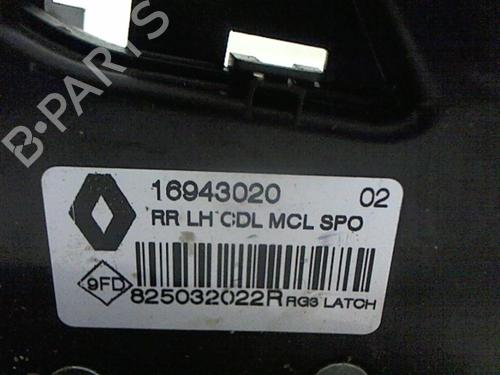 B-PARTS
16943020 02
RR LH CDL MCL SPO
9FD
825032022R RG3 LATCH